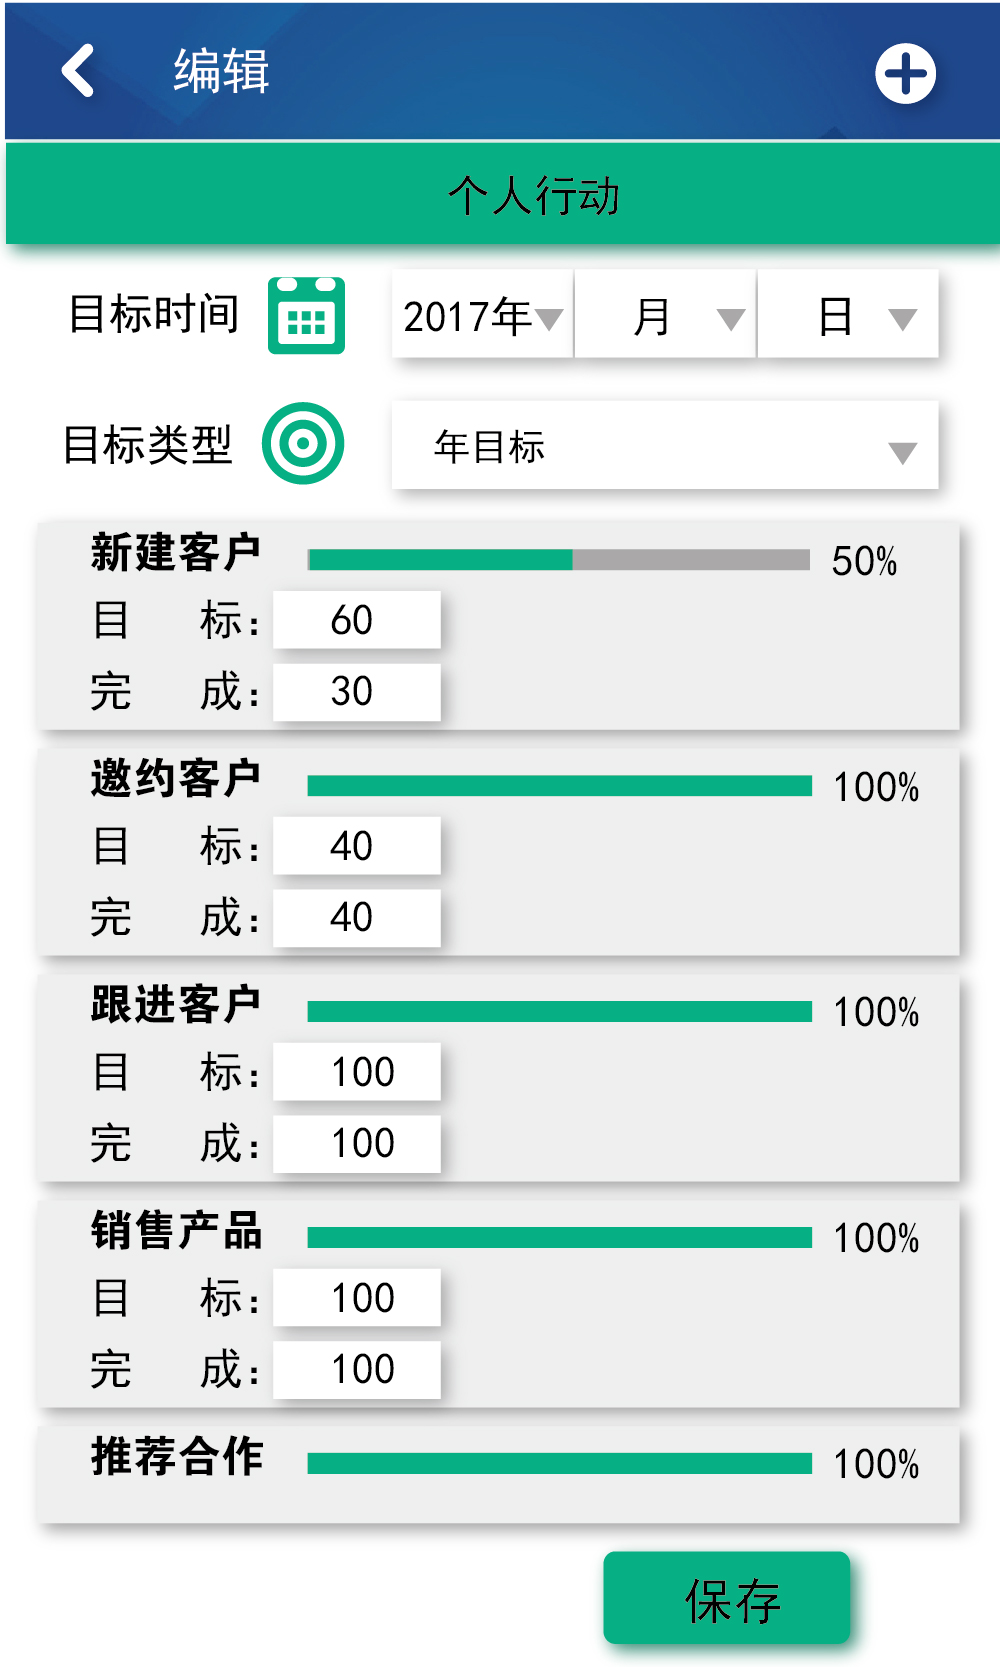 编辑
个人行动
目标时间 2017年 月 日
目标类型 年目标
新建客户 50%
目 标: 60
完 成: 30
邀约客户 100%
目 标: 40
完 成: 40
跟进客户 100%
目 标: 100
完 成: 100
销售产品 100%
目 标: 100
完 成: 100
推荐合作 100%
保存